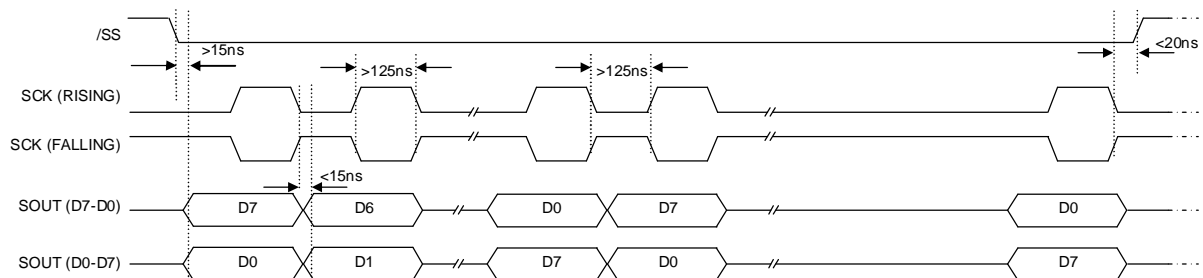 /SS
>15ns
<20ns
>125ns
>125ns
SCK (RISING)
SCK (FALLING)
<15ns
SOUT (D7-D0)
D7
D6
D0
D7
D0
SOUT (D0-D7)
D0
D1
D7
D0
D7